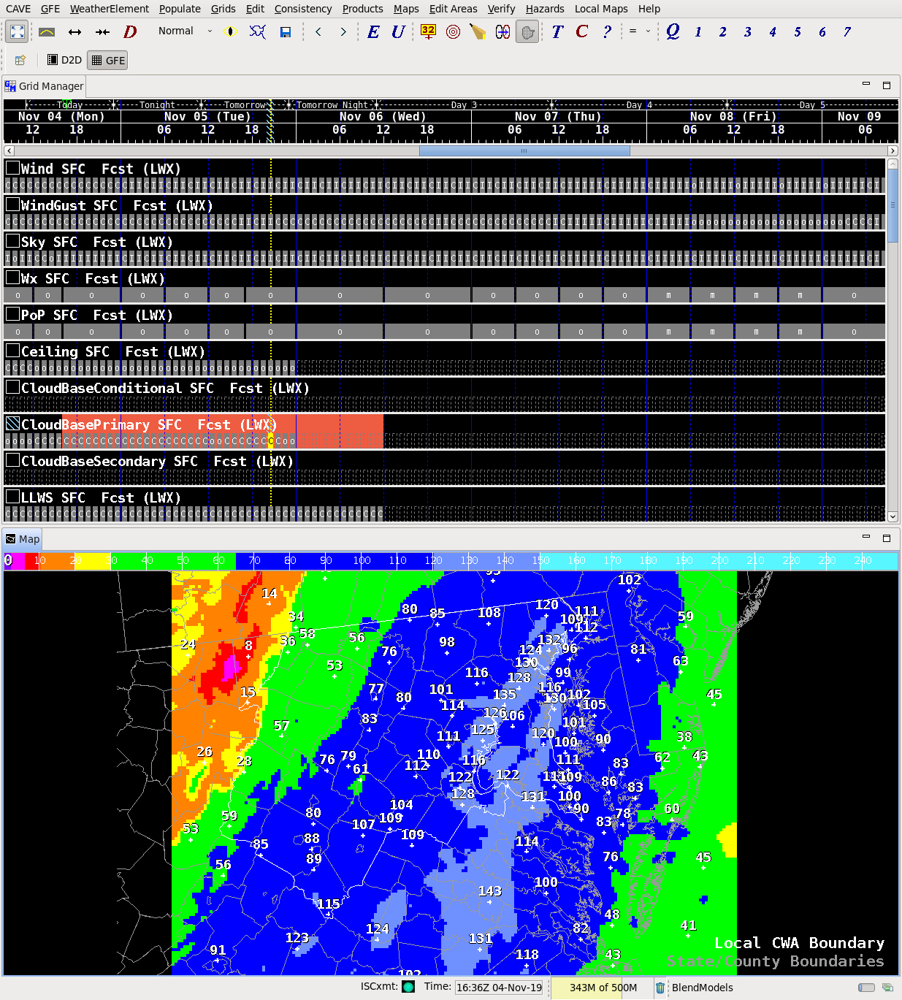 CAVE GFE WeatherElement Populate Grids Edit Consistency Products Maps Edit Areas Verify Hazards Local Maps Help
D Normal < > E U 32 T C ? = Q 1 2 3 4 5 6 7
D2D GFE
Grid Manager
Today Tonight Tomorrow Tomorrow Night Day 3 Day 4 Day 5
Nov 04 (Mon) Nov 05 (Tue) Nov 06 (Wed) Nov 07 (Thu) Nov 08 (Fri) Nov 09
12 18 06 12 18 06 12 18 06 12 18 06 12 18 06
Wind SFC Fcst (LWX)
WindGust SFC Fcst (LWX)
Sky SFC Fcst (LWX)
Wx SFC Fcst (LWX)
o o o o o o o o o o o o o o m m m m o
PoP SFC Fcst (LWX)
o o o o o o o o o o o o o o m m m m o
Ceiling SFC Fcst (LWX)
CloudBaseConditional SFC Fcst (LWX)
CloudBasePrimary SFC Fcst (LWX)
CloudBaseSecondary SFC Fcst (LWX)
LLWS SFC Fcst (LWX)
Map
0 10 20 30 40 50 60 70 80 90 100 110 120 130 140 150 160 170 180 190 200 210 220 230 240
102
14 80 85 108 120 111
34 109 112 59
24 8 36 58 56 98 132
76 124 96 81
53 130 63
116 128 99
15 77 80 101 135 116 102 45
114 130 105
57 83 126 106
111 125 120 101
26 28 76 79 110 116 100 90 38
61 112 122 122 111 83 62 43
128 109 86 83
59 80 104 131 100 60
53 107 109 90 83 78
85 88 109 114
56 89 76 45
143 100
115 48
123 124 131 82 41
91 118 43
Local CWA Boundary
State/County Boundaries
ISCxmt: Time: 16:36Z 04-Nov-19 343M of 500M BlendModels